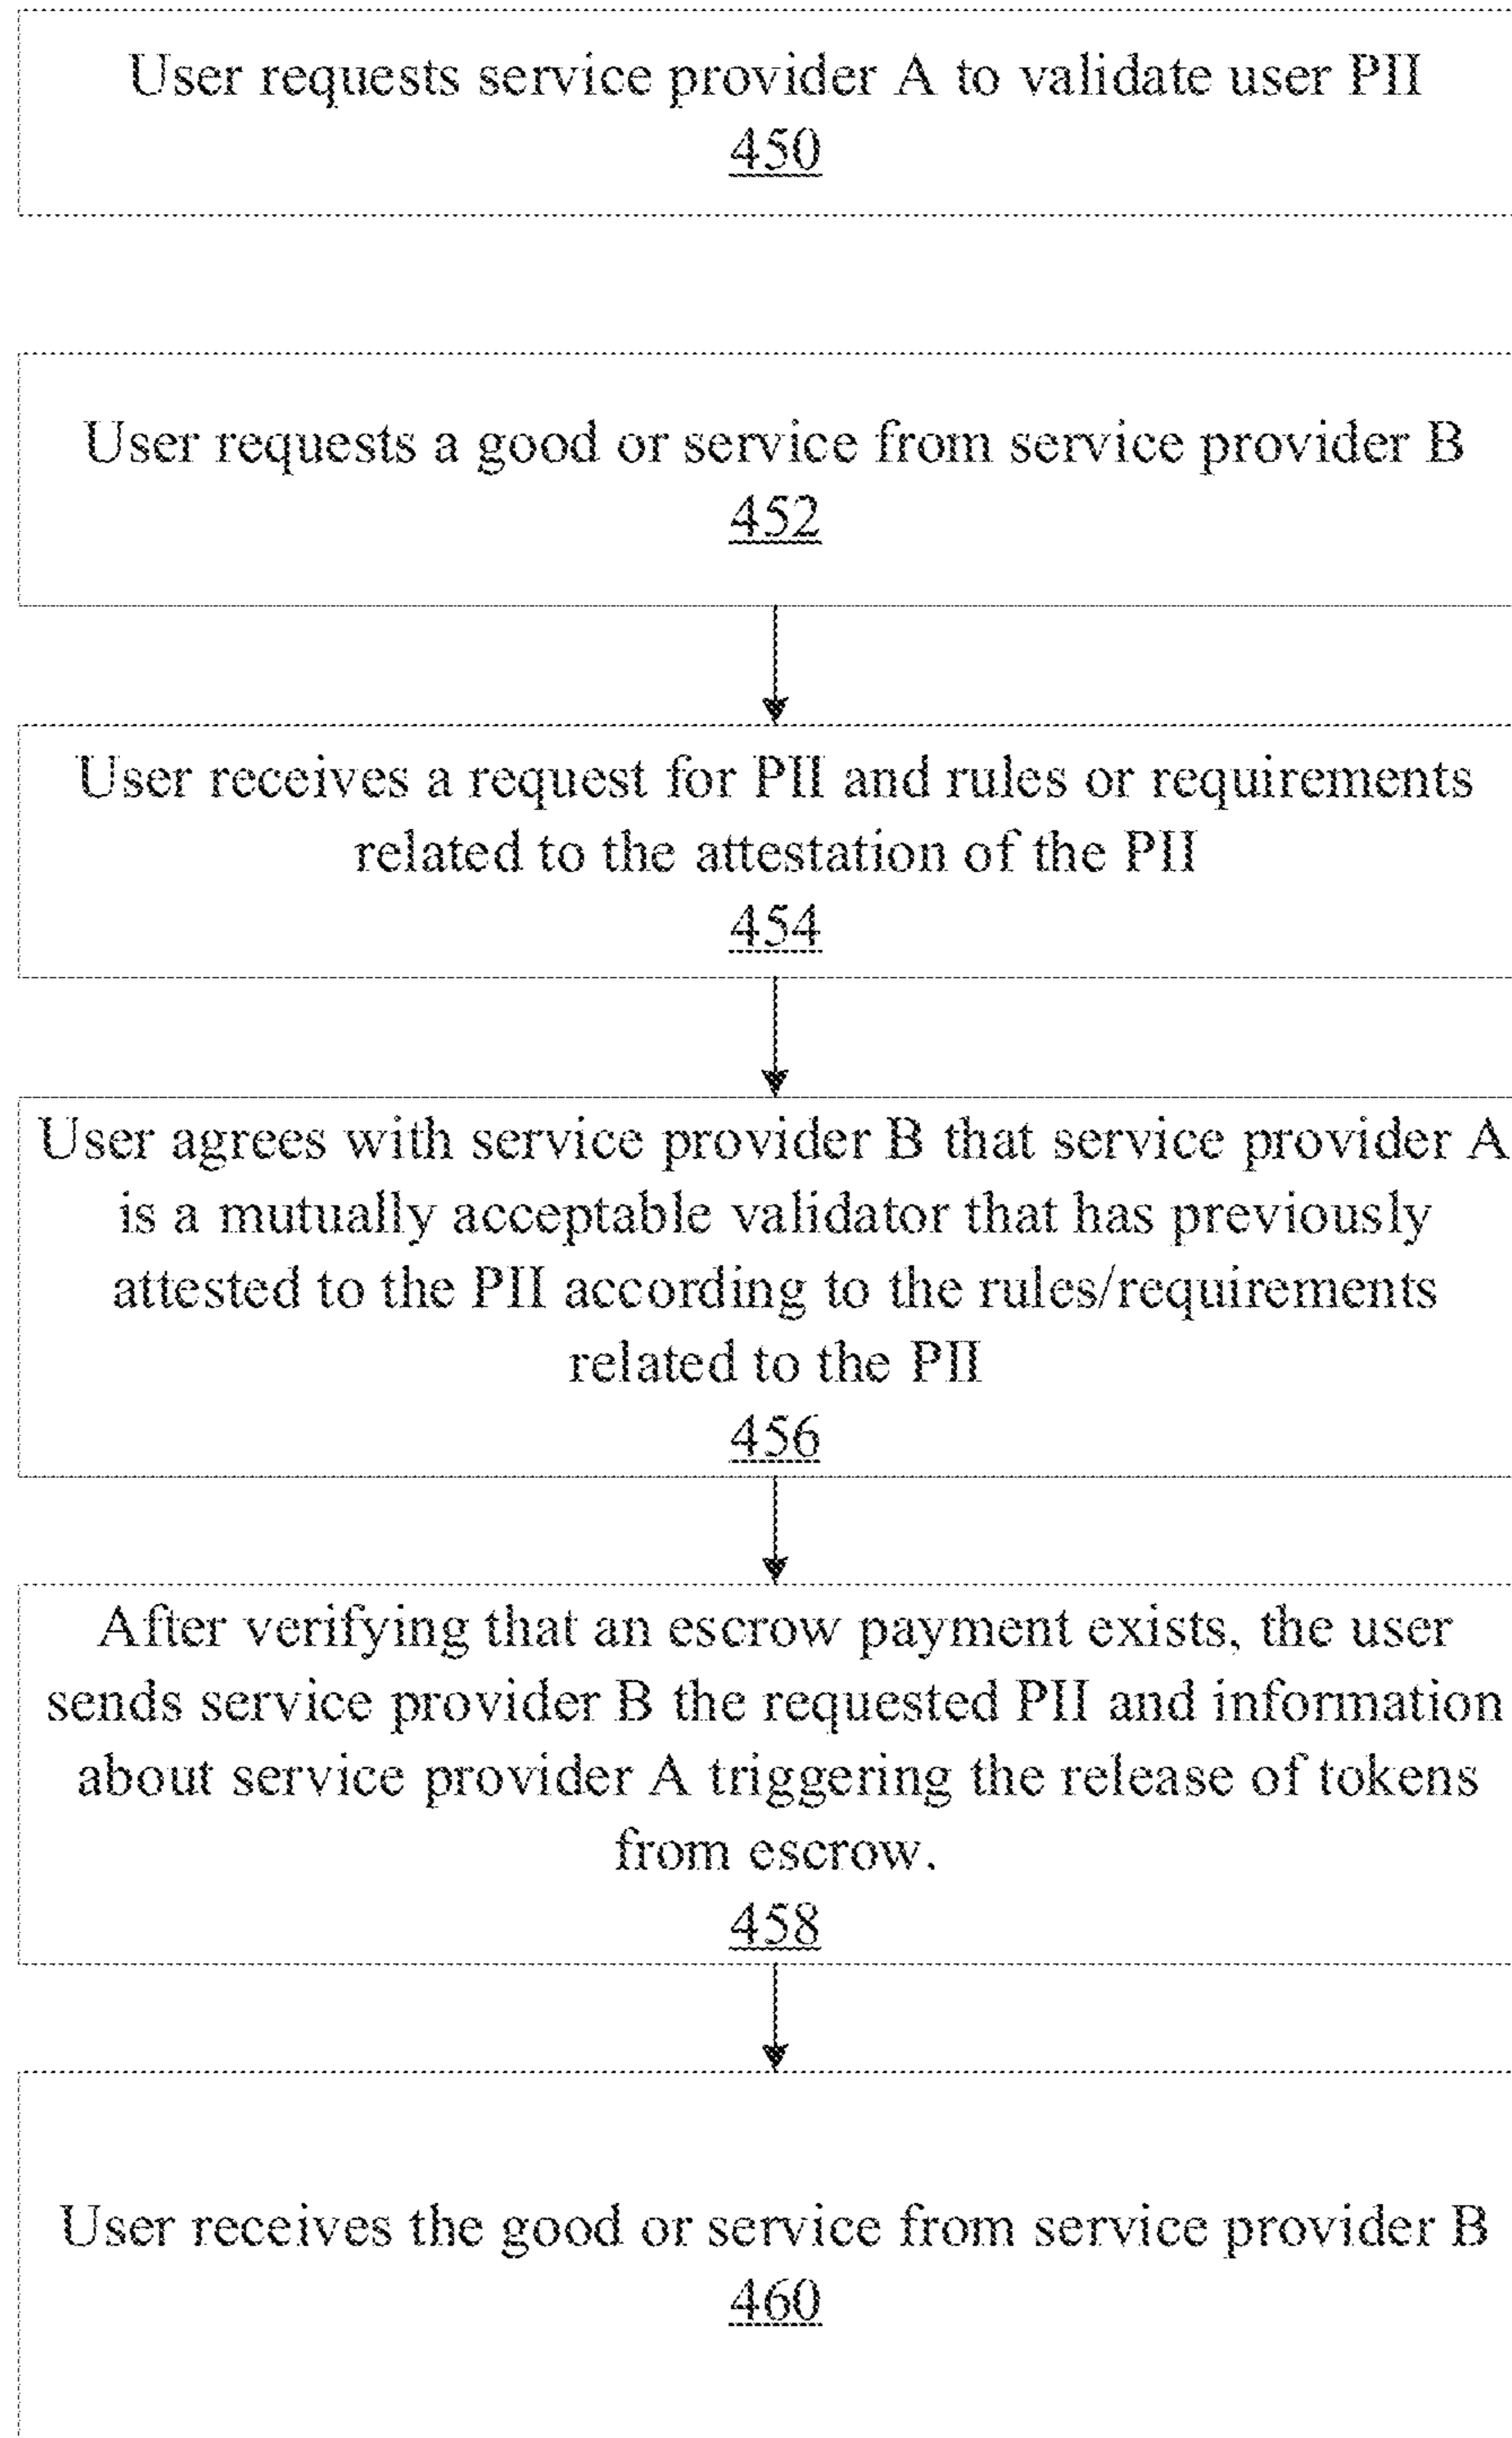 User requests service provider A to validate user PII
450
User requests a good or service from service provider B
452
User receives a request for PII and rules or requirements
related to the attestation of the PII
454
User agrees with service provider B that service provider A
is a mutually acceptable validator that has previously
attested to the PII according to the rules/requirements
related to the PII
456
After verifying that an escrow payment exists, the user
sends service provider B the requested PII and information
about service provider A triggering the release of tokens
from escrow.
458
User receives the good or service from service provider B
460